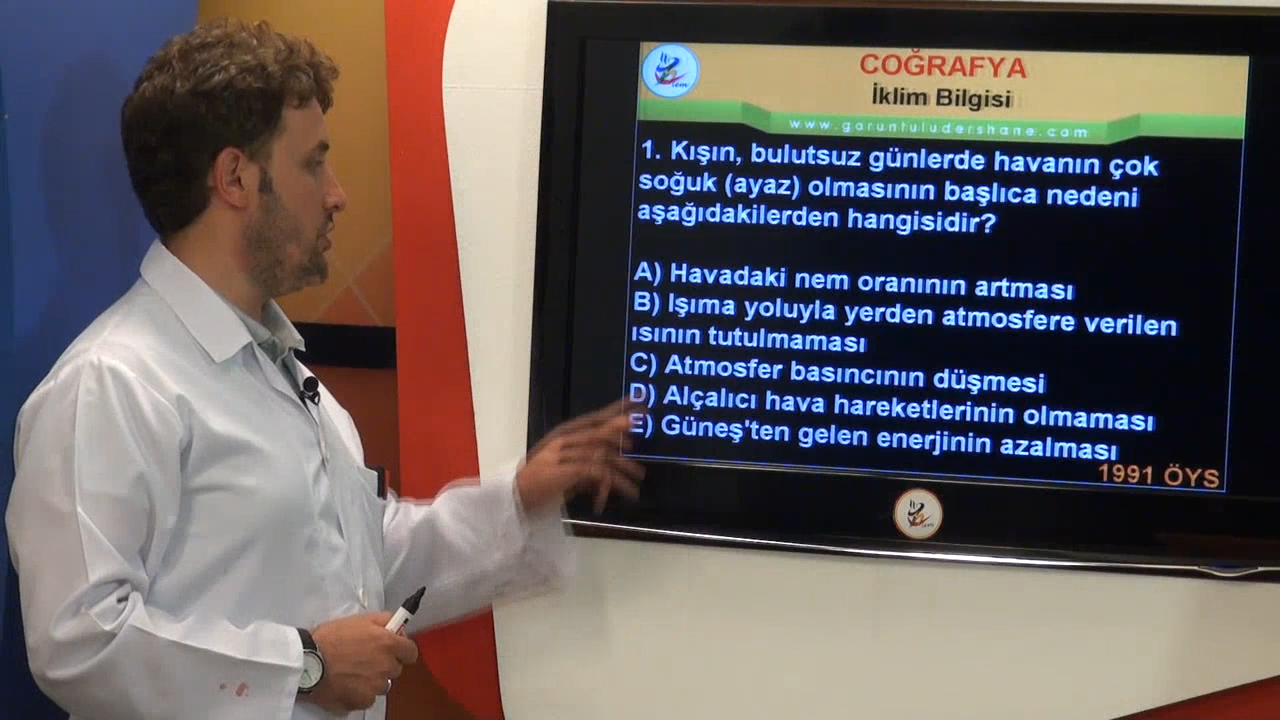 COĞRAFYA
İklim Bilgisi
www.goruntuludershane.com
1. Kışın, bulutsuz günlerde havanın çok
soğuk (ayaz) olmasının başlıca nedeni
aşağıdakilerden hangisidir?
A) Havadaki nem oranının artması
B) Işıma yoluyla yerden atmosfere verilen
ısının tutulmaması
C) Atmosfer basıncının düşmesi
D) Alçalıcı hava hareketlerinin olmaması
E) Güneş'ten gelen enerjinin azalması
1991 ÖYS